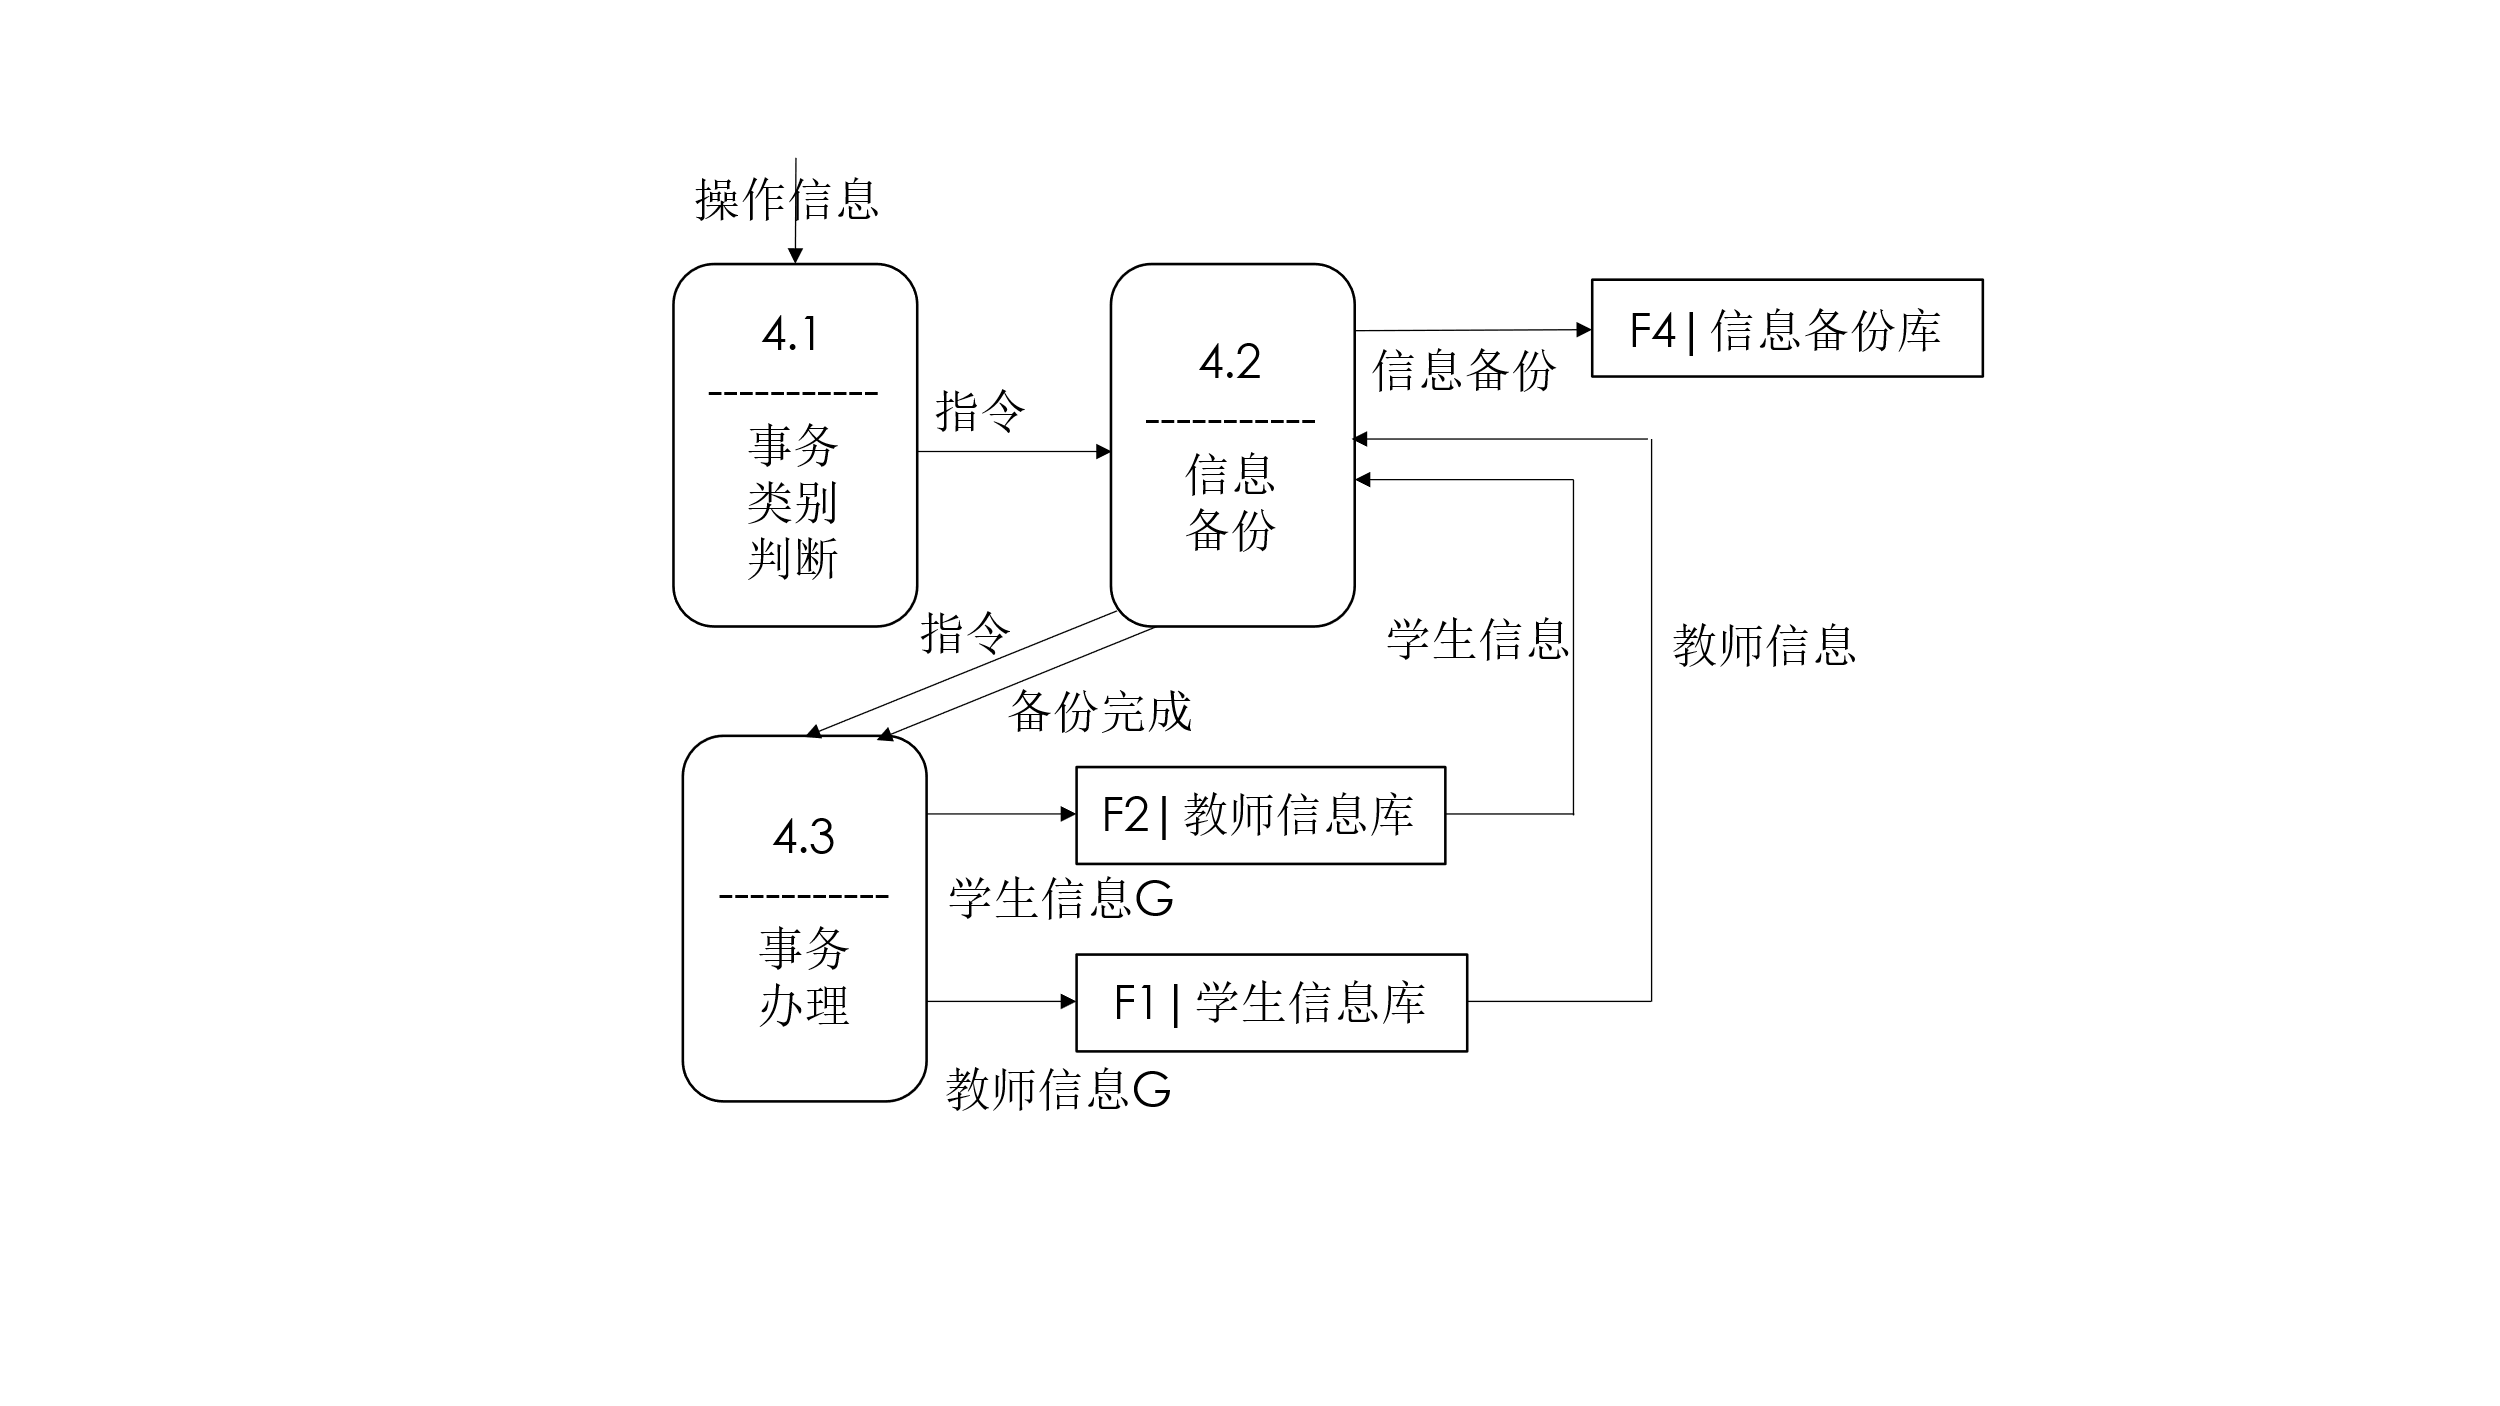 操作信息
4.1
-----------
事务
类别
判断
指令
4.2
-----------
信息
备份
F4|信息备份库
信息备份
指令
备份完成
学生信息
教师信息
4.3
-----------
事务
办理
F2|教师信息库
学生信息G
F1|学生信息库
教师信息G